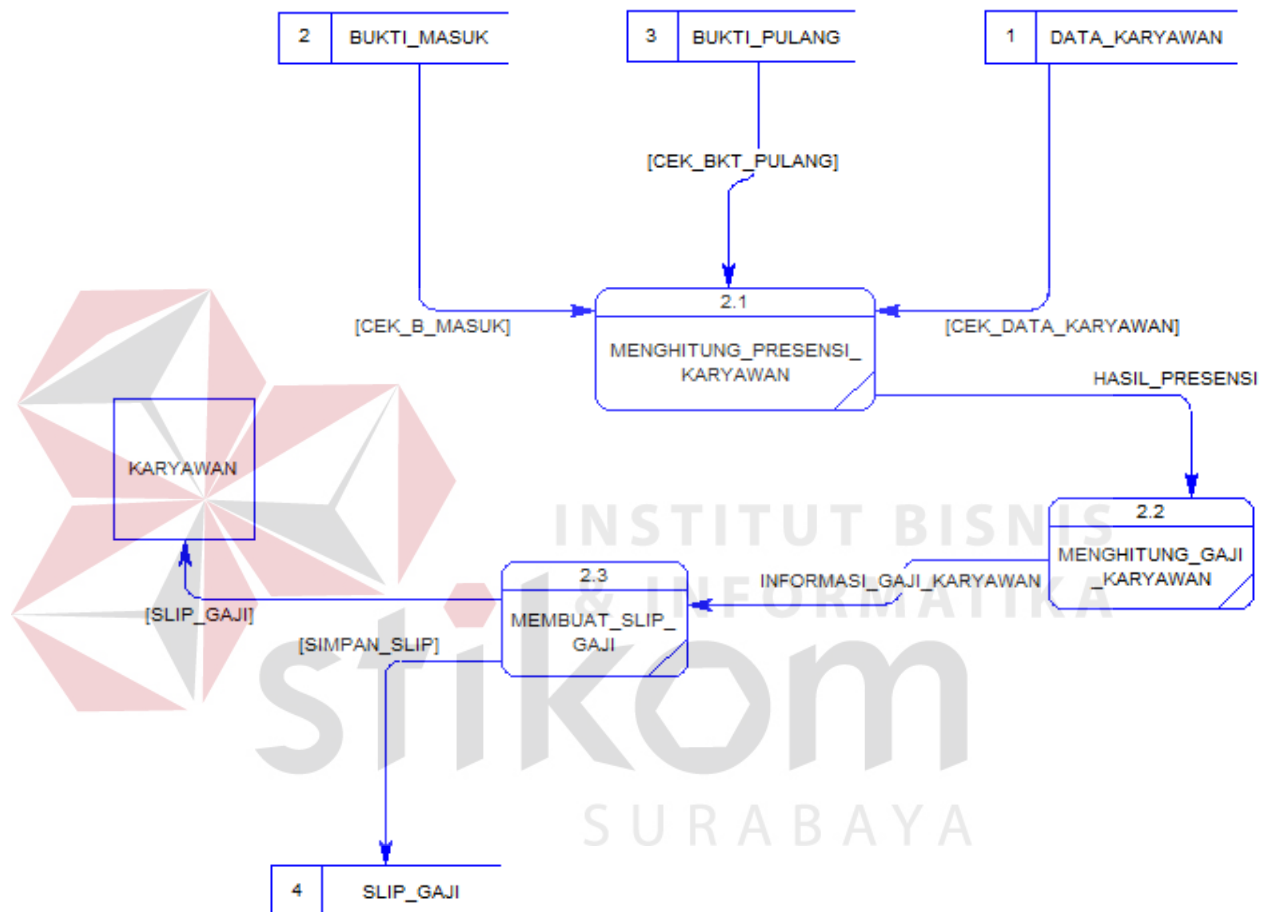 2 BUKTI_MASUK
3 BUKTI_PULANG
1 DATA_KARYAWAN
[CEK_BKT_PULANG]
[CEK_B_MASUK]
2.1
MENGHITUNG_PRESENSI_
KARYAWAN
[CEK_DATA_KARYAWAN]
HASIL_PRESENSI
KARYAWAN
INSTITUT BISNIS
& INFORMATIKA
2.2
MENGHITUNG_GAJI
_KARYAWAN
INFORMASI_GAJI_KARYAWAN
2.3
MEMBUAT_SLIP_
GAJI
[SLIP_GAJI]
[SIMPAN_SLIP]
stikom
SURABAYA
4 SLIP_GAJI